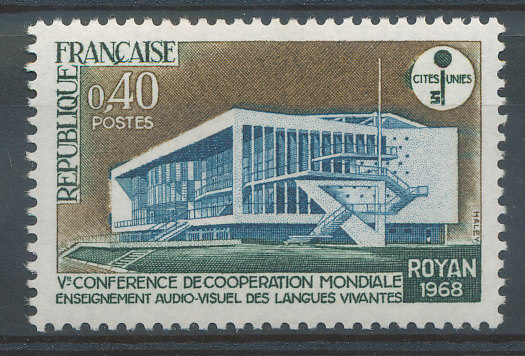 RÉPUBLIQUE
FRANÇAISE
0,40
POSTES
CITÉS UNIES
HALEY
Ve CONFERENCE DE COOPERATION MONDIALE
ENSEIGNEMENT AUDIO-VISUEL DES LANGUES VIVANTES
ROYAN
1968